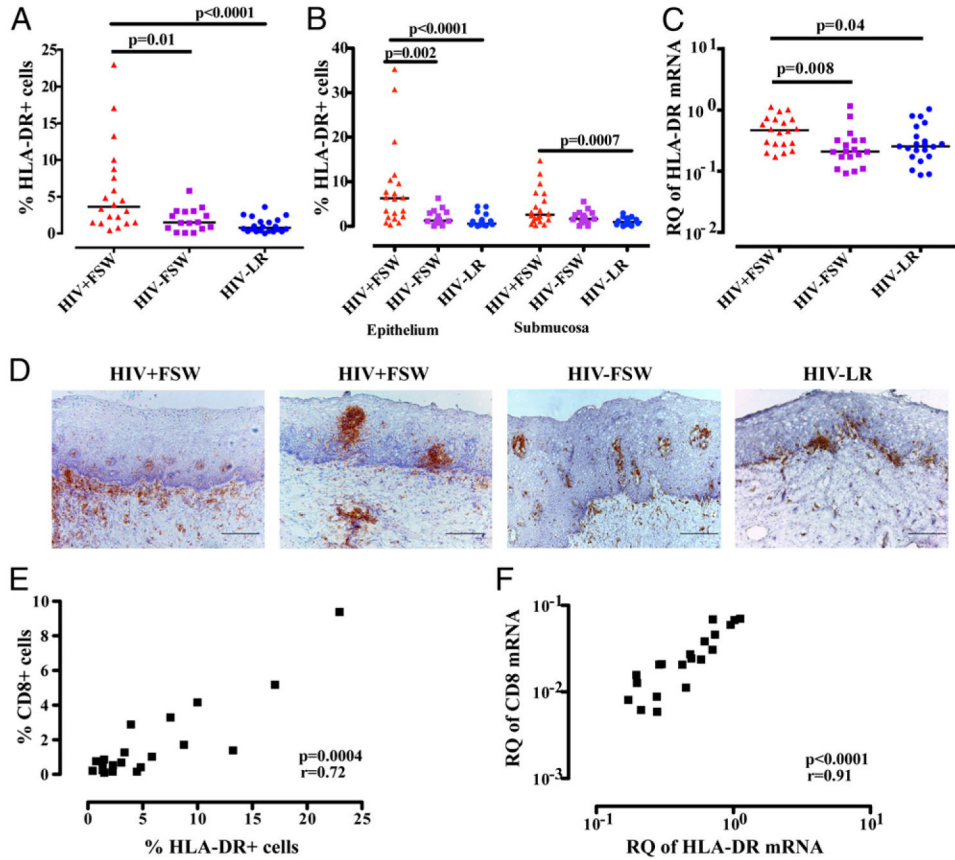 A
% HLA-DR+ cells
25
20
15
10
5
0
p<0.0001
p=0.01
HIV+FSW
HIV-FSW
HIV-LR
B
% HLA-DR+ cells
40
30
20
10
0
p<0.0001
p=0.002
p=0.0007
HIV+FSW
HIV-FSW
HIV-LR
HIV+FSW
HIV-FSW
HIV-LR
Epithelium
Submucosa
C
RQ of HLA-DR mRNA
10^1
10^0
10^-1
10^-2
p=0.04
p=0.008
HIV+FSW
HIV-FSW
HIV-LR
D
HIV+FSW
HIV+FSW
HIV-FSW
HIV-LR
E
% CD8+ cells
10
8
6
4
2
0
p=0.0004
r=0.72
0 5 10 15 20 25
% HLA-DR+ cells
F
RQ of CD8 mRNA
10^-1
10^-2
10^-3
p<0.0001
r=0.91
10^-1 10^0 10^1
RQ of HLA-DR mRNA